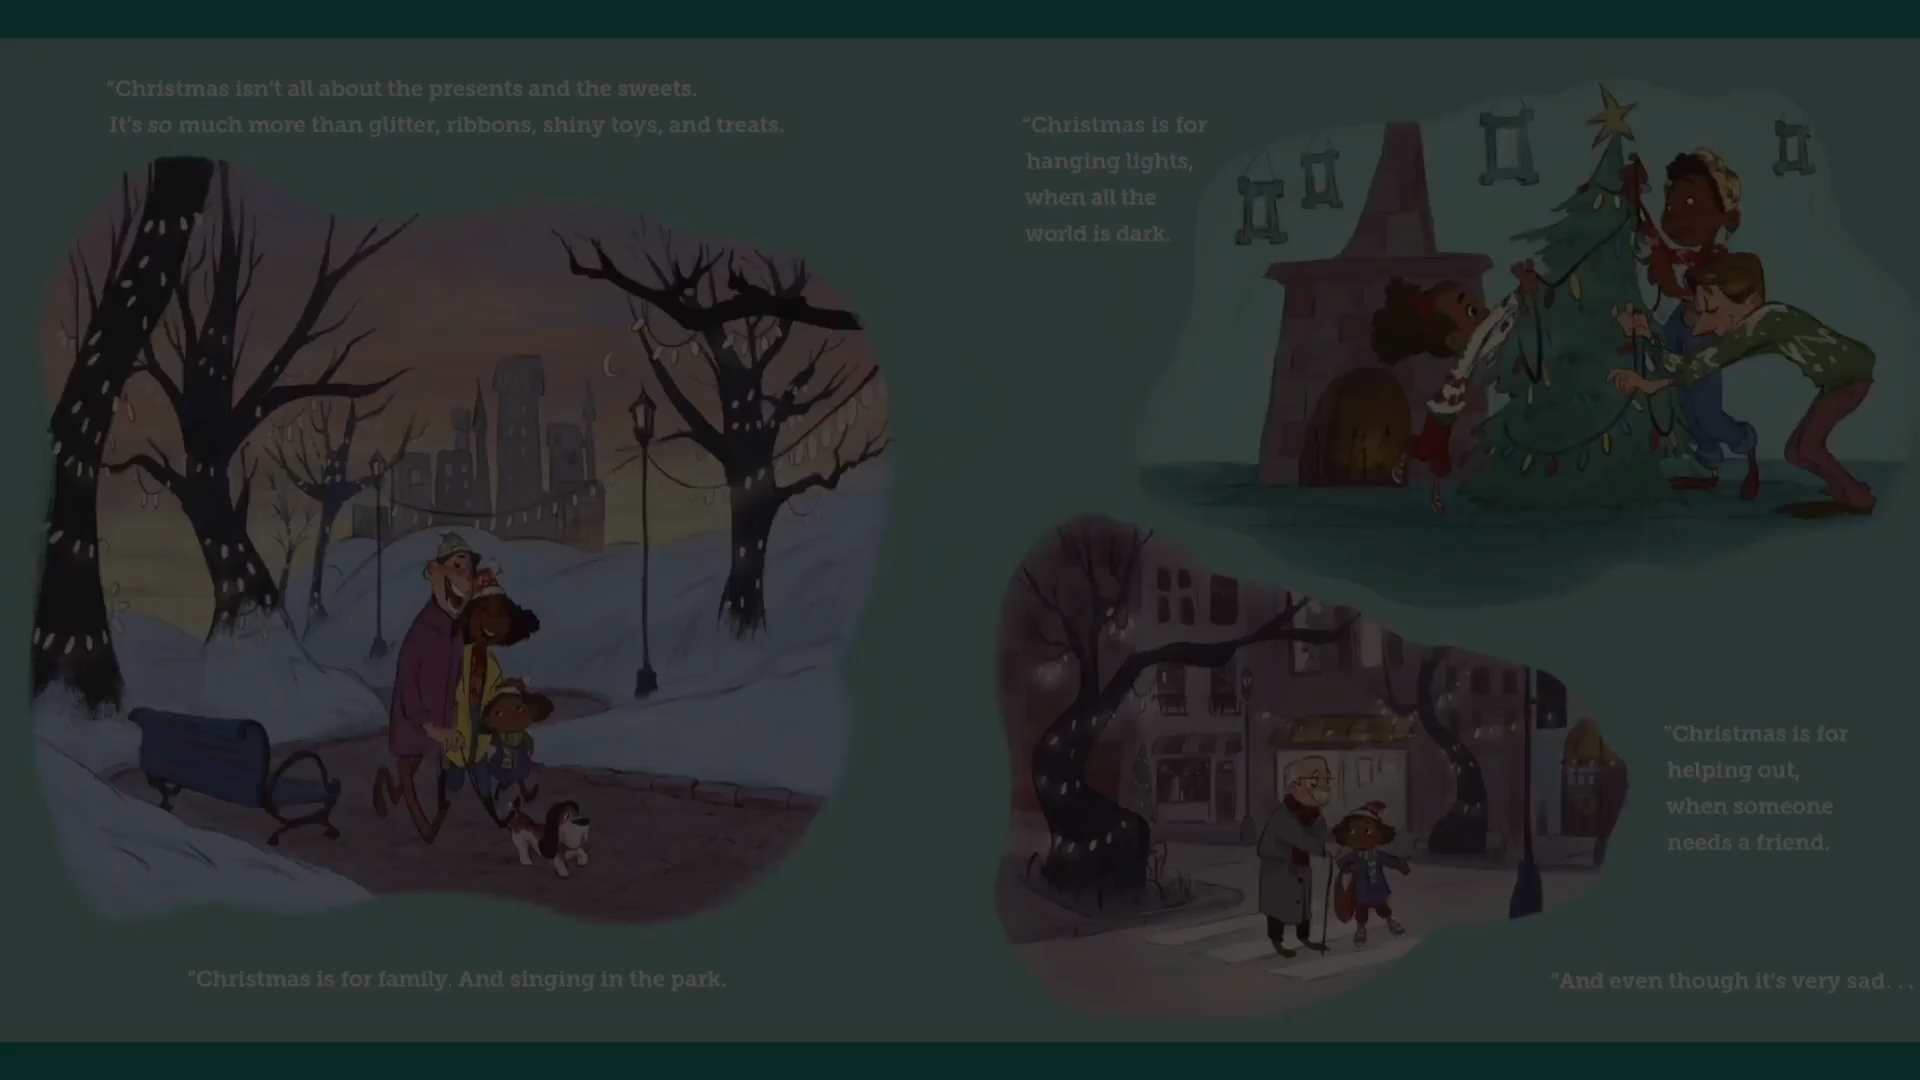 "Christmas isn't all about the presents and the sweets.
It's so much more than glitter, ribbons, shiny toys, and treats.
"Christmas is for family. And singing in the park.
"Christmas is for
hanging lights,
when all the
world is dark.
"Christmas is for
helping out,
when someone
needs a friend.
"And even though it's very sad. . .